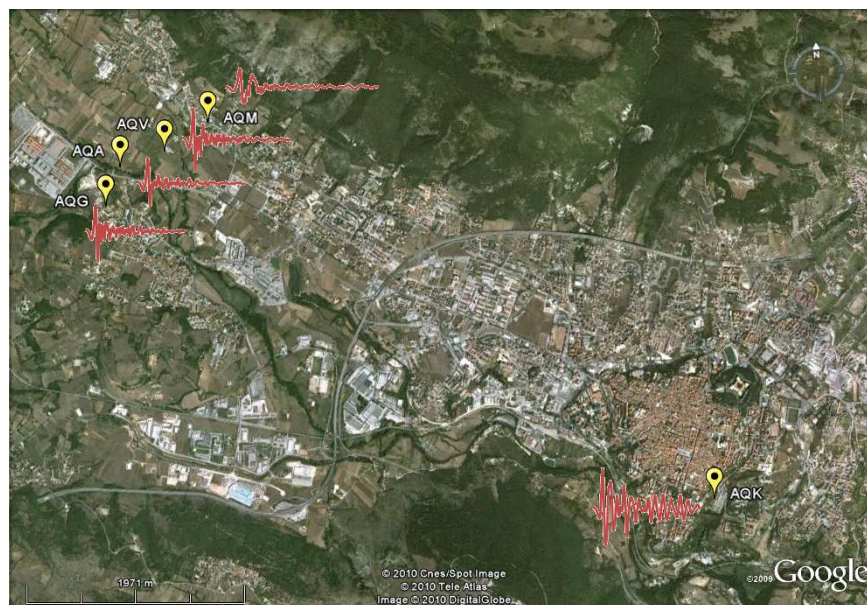 N
AQM
AQV
AQA
AQG
AQK
1971 m
© 2010 Cnes/Spot Image
© 2010 Tele Atlas
Image © 2010 DigitalGlobe
©2009 Google